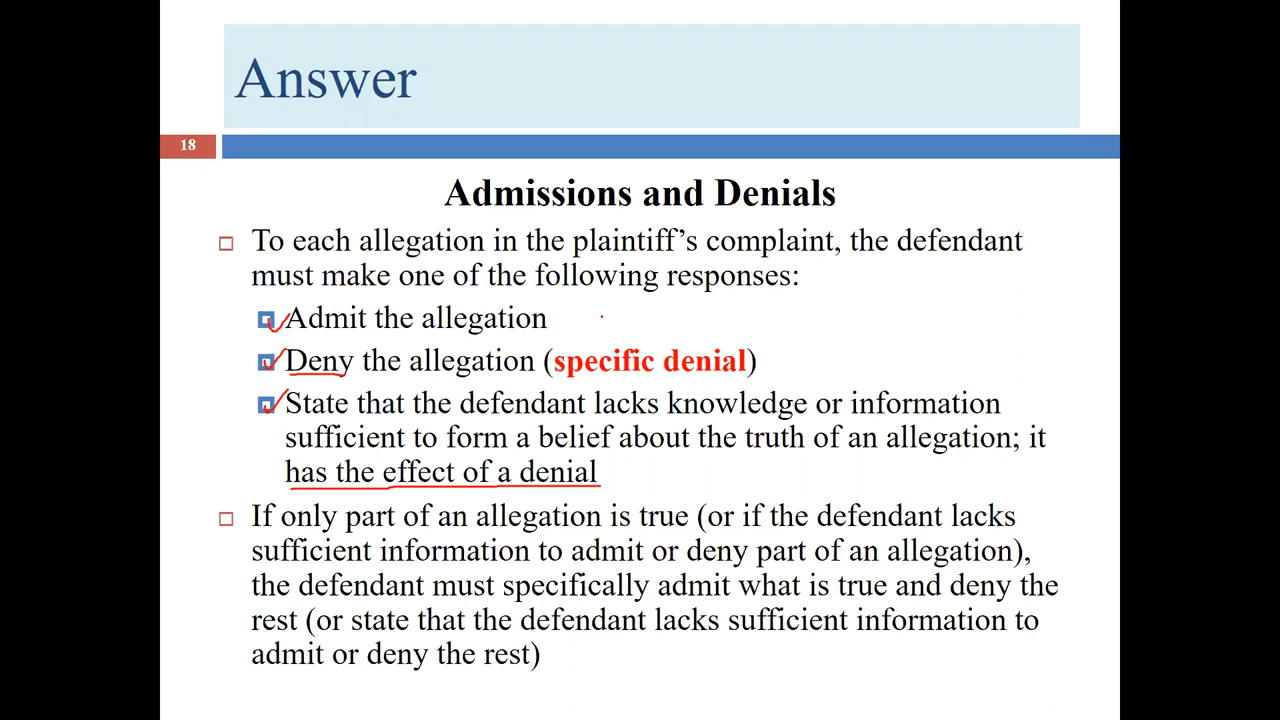 Answer
18
Admissions and Denials
To each allegation in the plaintiff’s complaint, the defendant
must make one of the following responses:
Admit the allegation
Deny the allegation (specific denial)
State that the defendant lacks knowledge or information
sufficient to form a belief about the truth of an allegation; it
has the effect of a denial
If only part of an allegation is true (or if the defendant lacks
sufficient information to admit or deny part of an allegation),
the defendant must specifically admit what is true and deny the
rest (or state that the defendant lacks sufficient information to
admit or deny the rest)